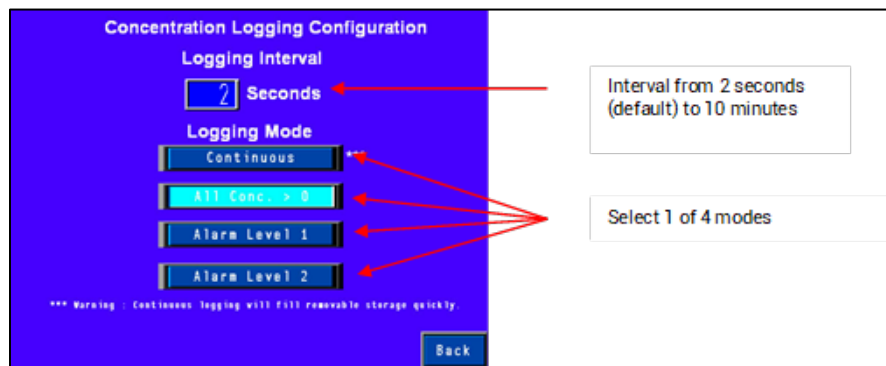 Concentration Logging Configuration
Logging Interval
2 Seconds
Interval from 2 seconds
(default) to 10 minutes
Logging Mode
Continuous ***
All Conc. > 0
Select 1 of 4 modes
Alarm Level 1
Alarm Level 2
*** Warning : Continuous logging will fill removable storage quickly.
Back